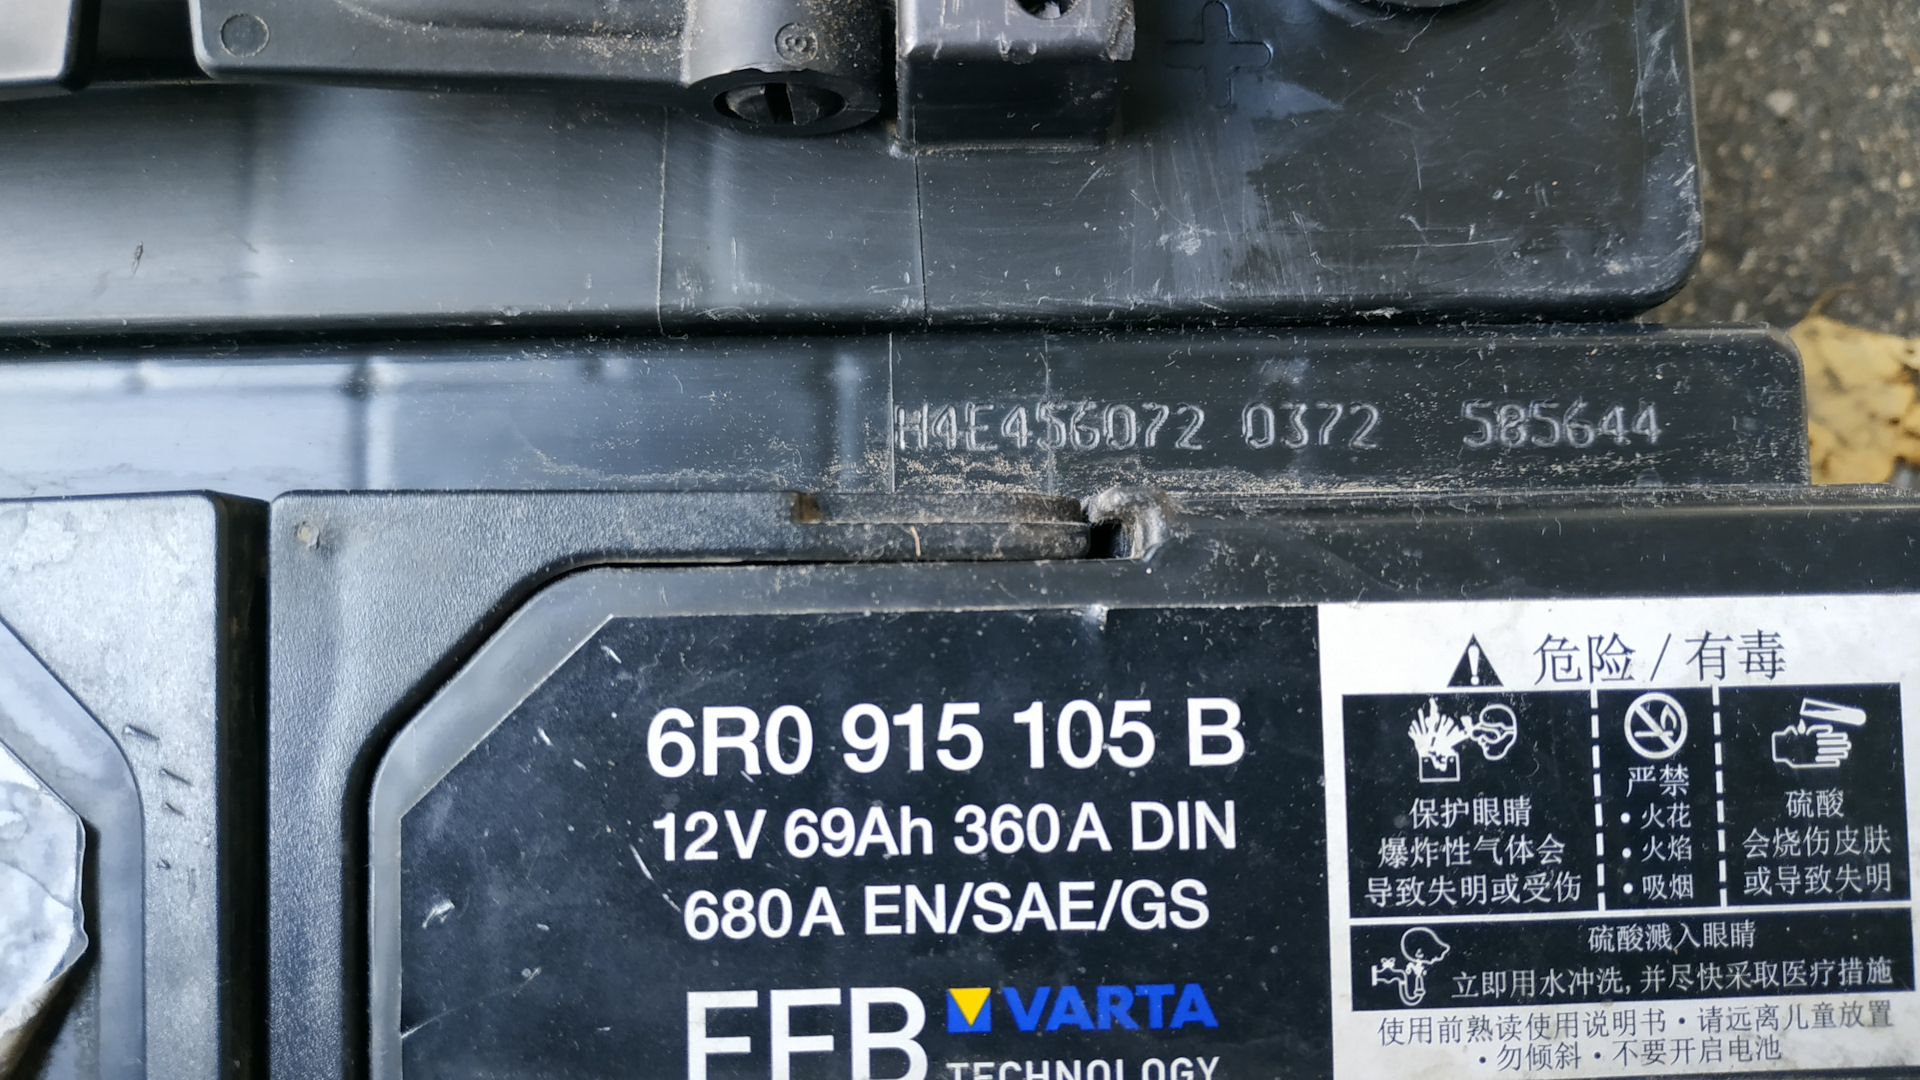 +
H4E456072 0372 585644
6R0 915 105 B
12V 69Ah 360A DIN
680A EN/SAE/GS
EFB VARTA
TECHNOLOGY
危险/有毒
保护眼睛
爆炸性气体会
导致失明或受伤
严禁
·火花
·火焰
·吸烟
硫酸
会烧伤皮肤
或导致失明
硫酸溅入眼睛
立即用水冲洗,并尽快采取医疗措施
使用前熟读使用说明书·请远离儿童放置
·勿倾斜·不要开启电池